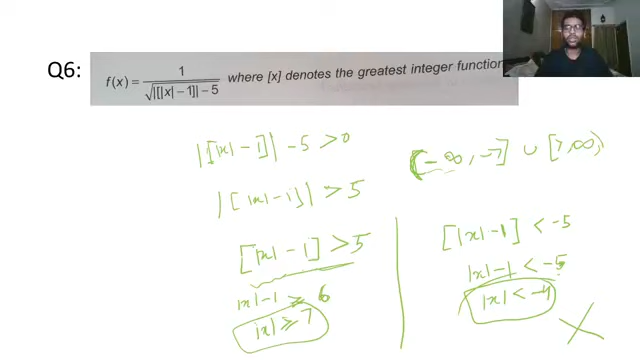 Q6:
f(x) = 1 / √|[|x| − 1]| − 5 where [x] denotes the greatest integer function
|[|x| − 1]| − 5 > 0
(−∞, −7] ∪ [7, ∞)
|[|x| − 1]| > 5
[|x| − 1] > 5
[|x| − 1] < −5
|x| − 1 ≥ 6
|x| − 1 < −5
|x| ≥ 7
|x| < −4